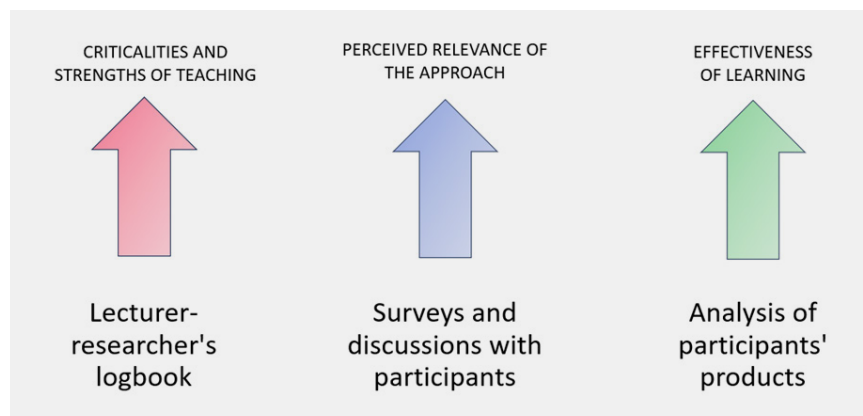 CRITICALITIES AND
STRENGTHS OF TEACHING
PERCEIVED RELEVANCE OF
THE APPROACH
EFFECTIVENESS
OF LEARNING
Lecturer-
researcher's
logbook
Surveys and
discussions with
participants
Analysis of
participants'
products